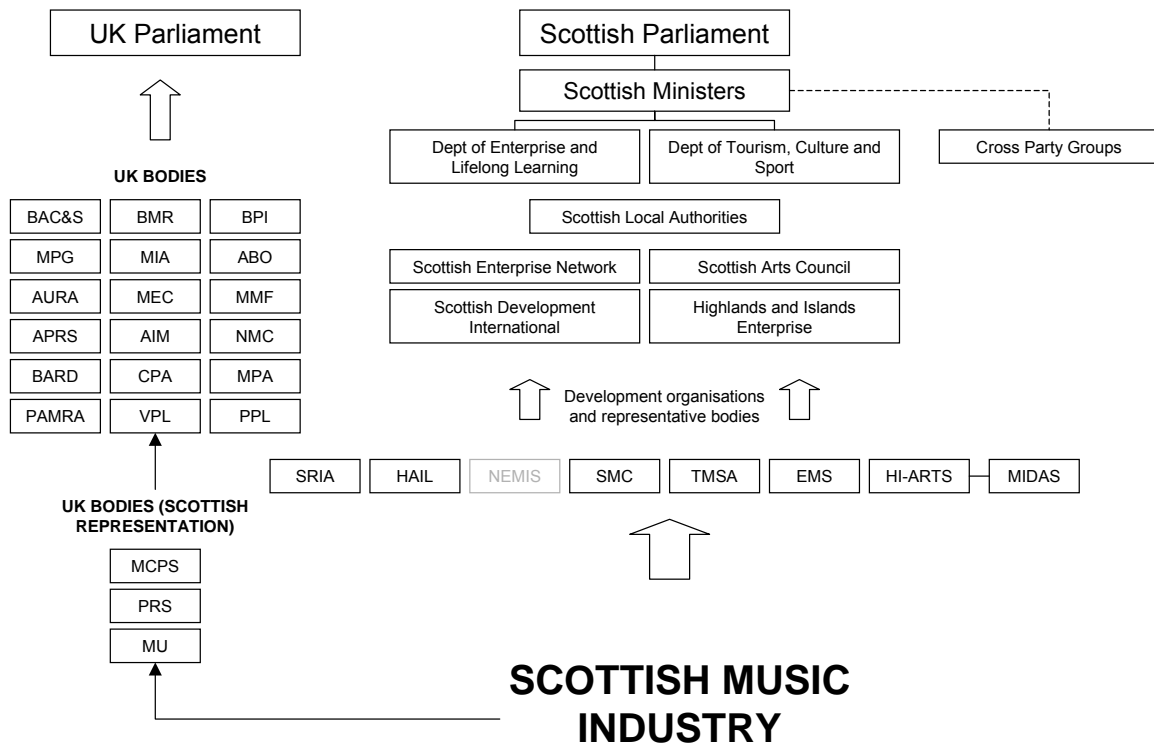 UK Parliament
Scottish Parliament
Scottish Ministers
Dept of Enterprise and
Lifelong Learning
Dept of Tourism, Culture and
Sport
Cross Party Groups
UK BODIES
BAC&S
BMR
BPI
MPG
MIA
ABO
AURA
MEC
MMF
APRS
AIM
NMC
BARD
CPA
MPA
PAMRA
VPL
PPL
Scottish Local Authorities
Scottish Enterprise Network
Scottish Arts Council
Scottish Development
International
Highlands and Islands
Enterprise
Development organisations
and representative bodies
SRIA
HAIL
NEMIS
SMC
TMSA
EMS
HI-ARTS
MIDAS
UK BODIES (SCOTTISH
REPRESENTATION)
MCPS
PRS
MU
SCOTTISH MUSIC
INDUSTRY